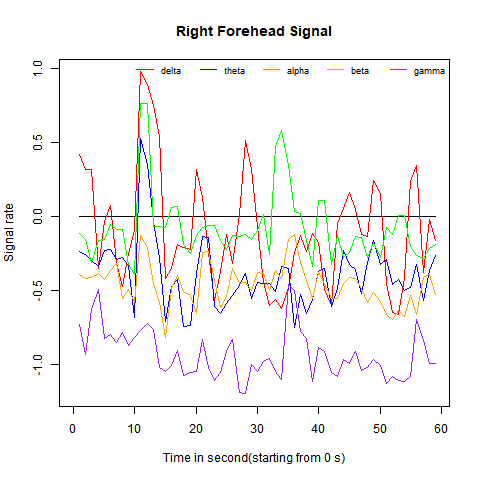 Right Forehead Signal
delta theta alpha beta gamma
1.0
0.5
0.0
-0.5
-1.0
Signal rate
0 10 20 30 40 50 60
Time in second(starting from 0 s)